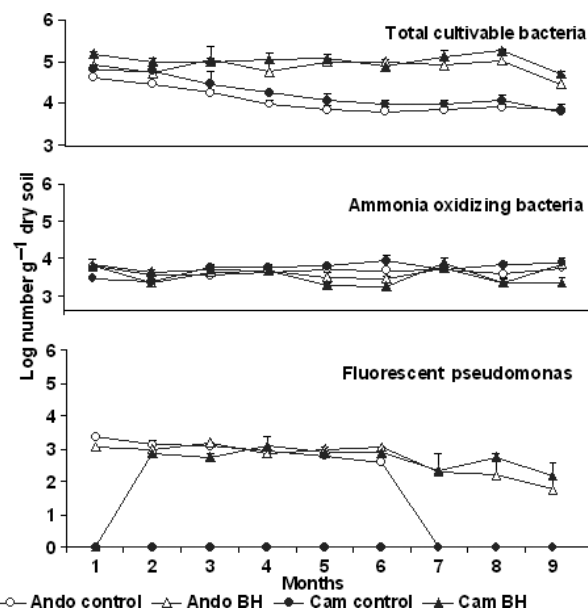 Total cultivable bacteria
6
5
4
3
Ammonia oxidizing bacteria
6
5
4
3
Fluorescent pseudomonas
6
5
4
3
2
1
0
Log number g⁻¹ dry soil
1 2 3 4 5 6 7 8 9
Months
Ando control Ando BH Cam control Cam BH